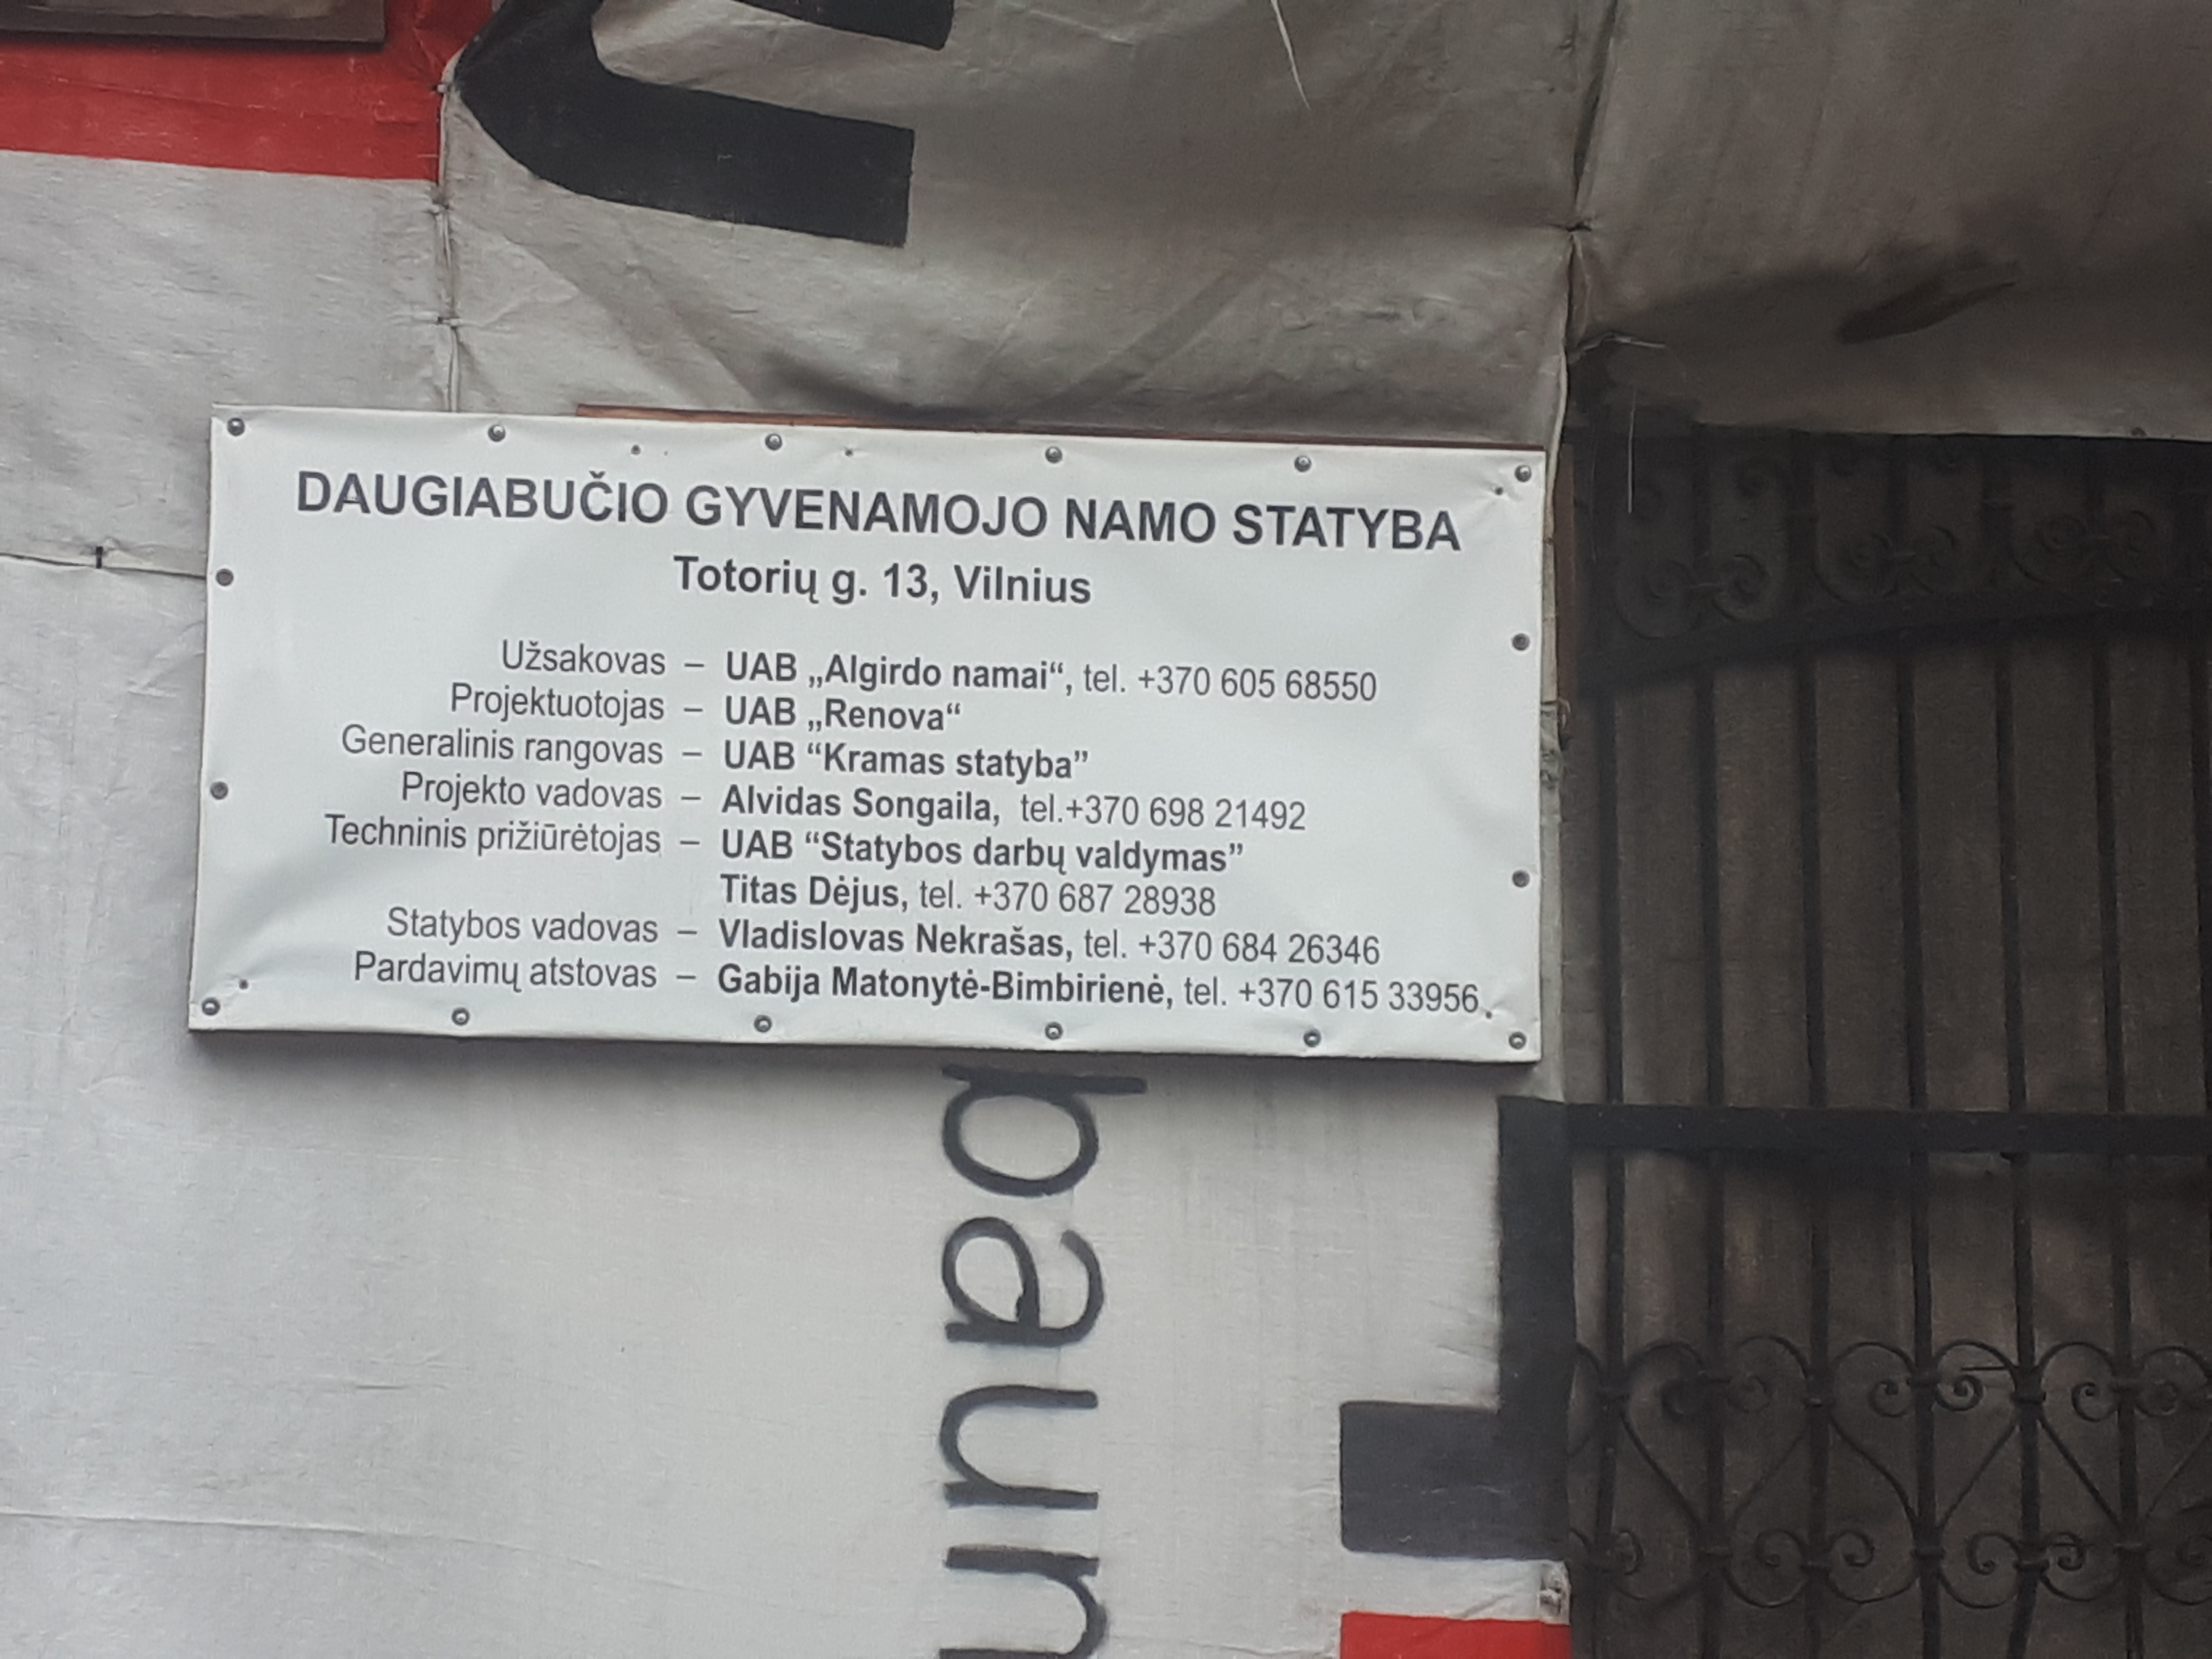 DAUGIABUČIO GYVENAMOJO NAMO STATYBA
Totorių g. 13, Vilnius
Užsakovas – UAB „Algirdo namai“, tel. +370 605 68550
Projektuotojas – UAB „Renova“
Generalinis rangovas – UAB “Kramas statyba”
Projekto vadovas – Alvidas Songaila, tel.+370 698 21492
Techninis prižiūrėtojas – UAB “Statybos darbų valdymas”
Titas Dėjus, tel. +370 687 28938
Statybos vadovas – Vladislovas Nekrašas, tel. +370 684 26346
Pardavimų atstovas – Gabija Matonytė-Bimbirienė, tel. +370 615 33956